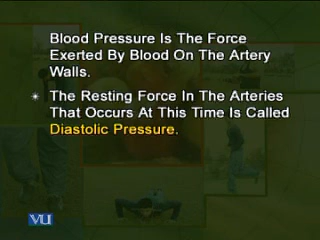 Blood Pressure Is The Force
Exerted By Blood On The Artery
Walls.
* The Resting Force In The Arteries
That Occurs At This Time Is Called
Diastolic Pressure.
VU